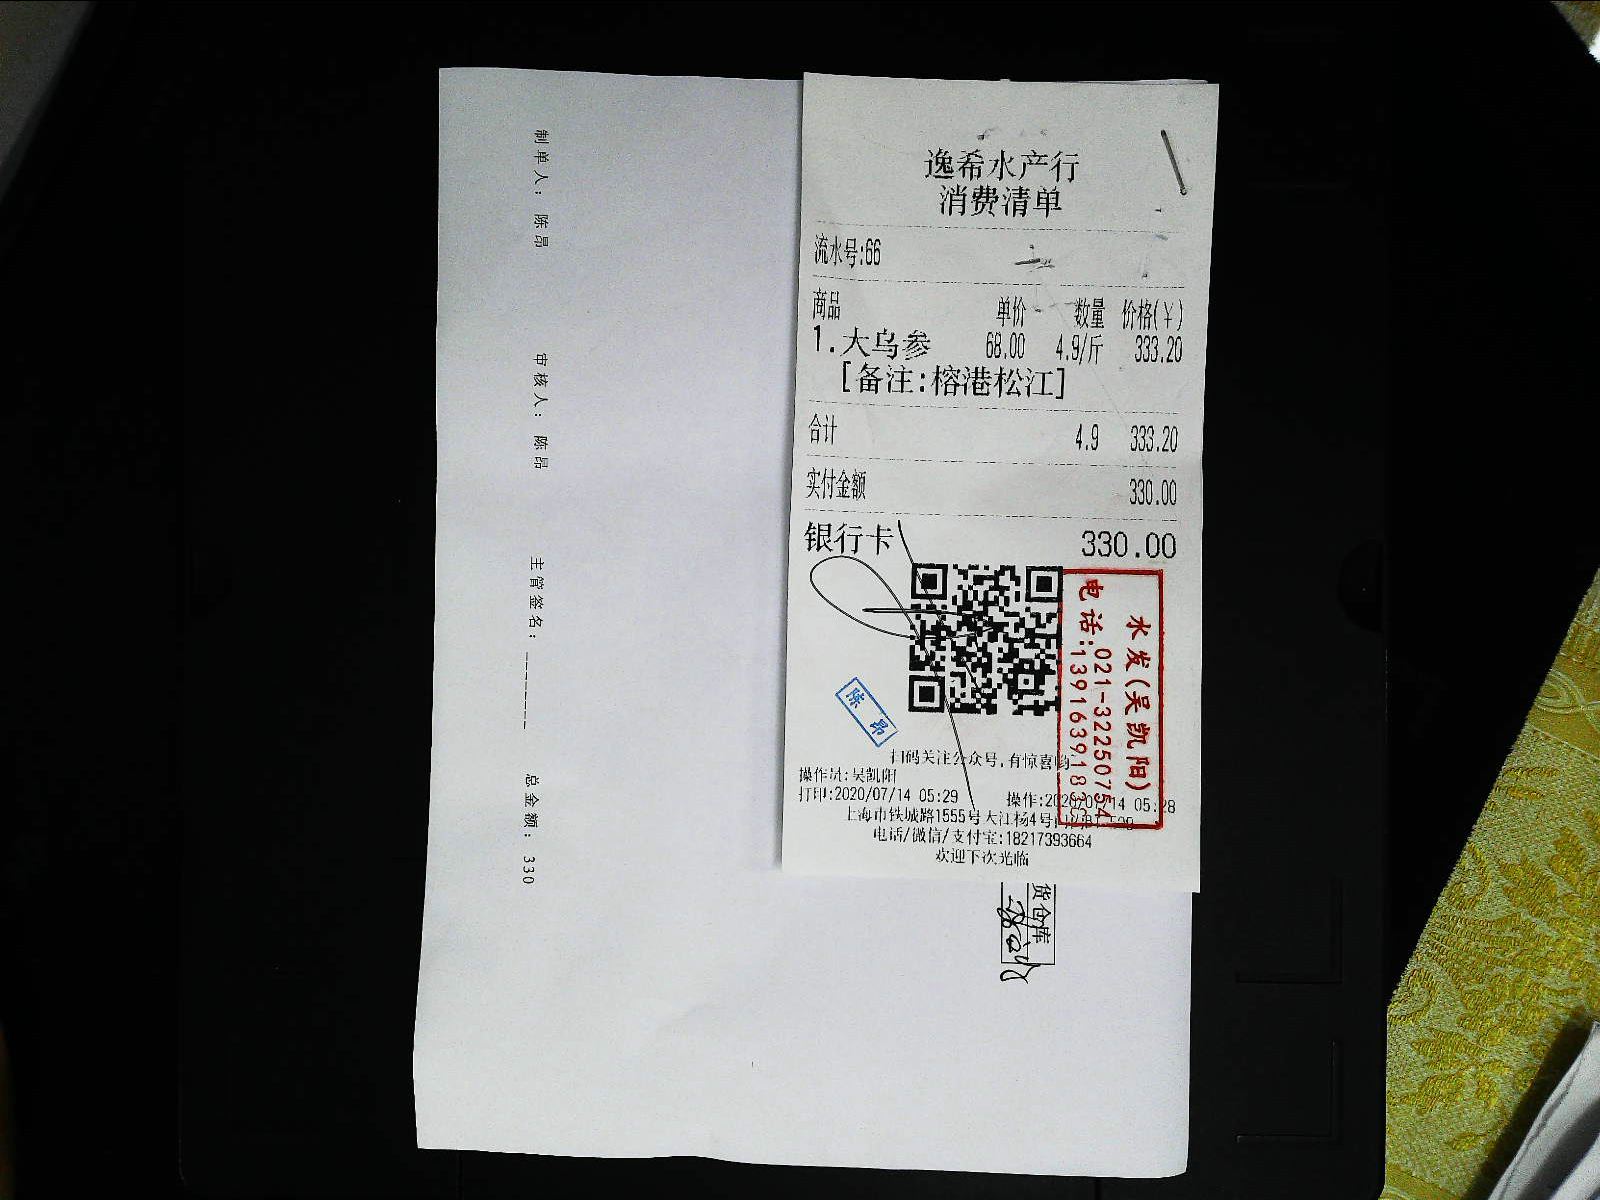 逸希水产行
消费清单
流水号:66
商品 单价 数量 价格(¥)
1.大乌参 68.00 4.9/斤 333.20
[备注:榕港松江]
合计 4.9 333.20
实付金额 330.00
银行卡 330.00
水发(吴凯阳)
电话:021-32250754
陈昂
扫码关注公众号,有惊喜哟
操作员:吴凯阳
打印:2020/07/14 05:29 操作:2020/07/14 05:28
上海市铁城路1555号大江杨4号
电话/微信/支付宝:18217393664
欢迎下次光临
货仓库
制单人: 陈昂
审核人: 陈昂
主管签名: --------
总金额: 330